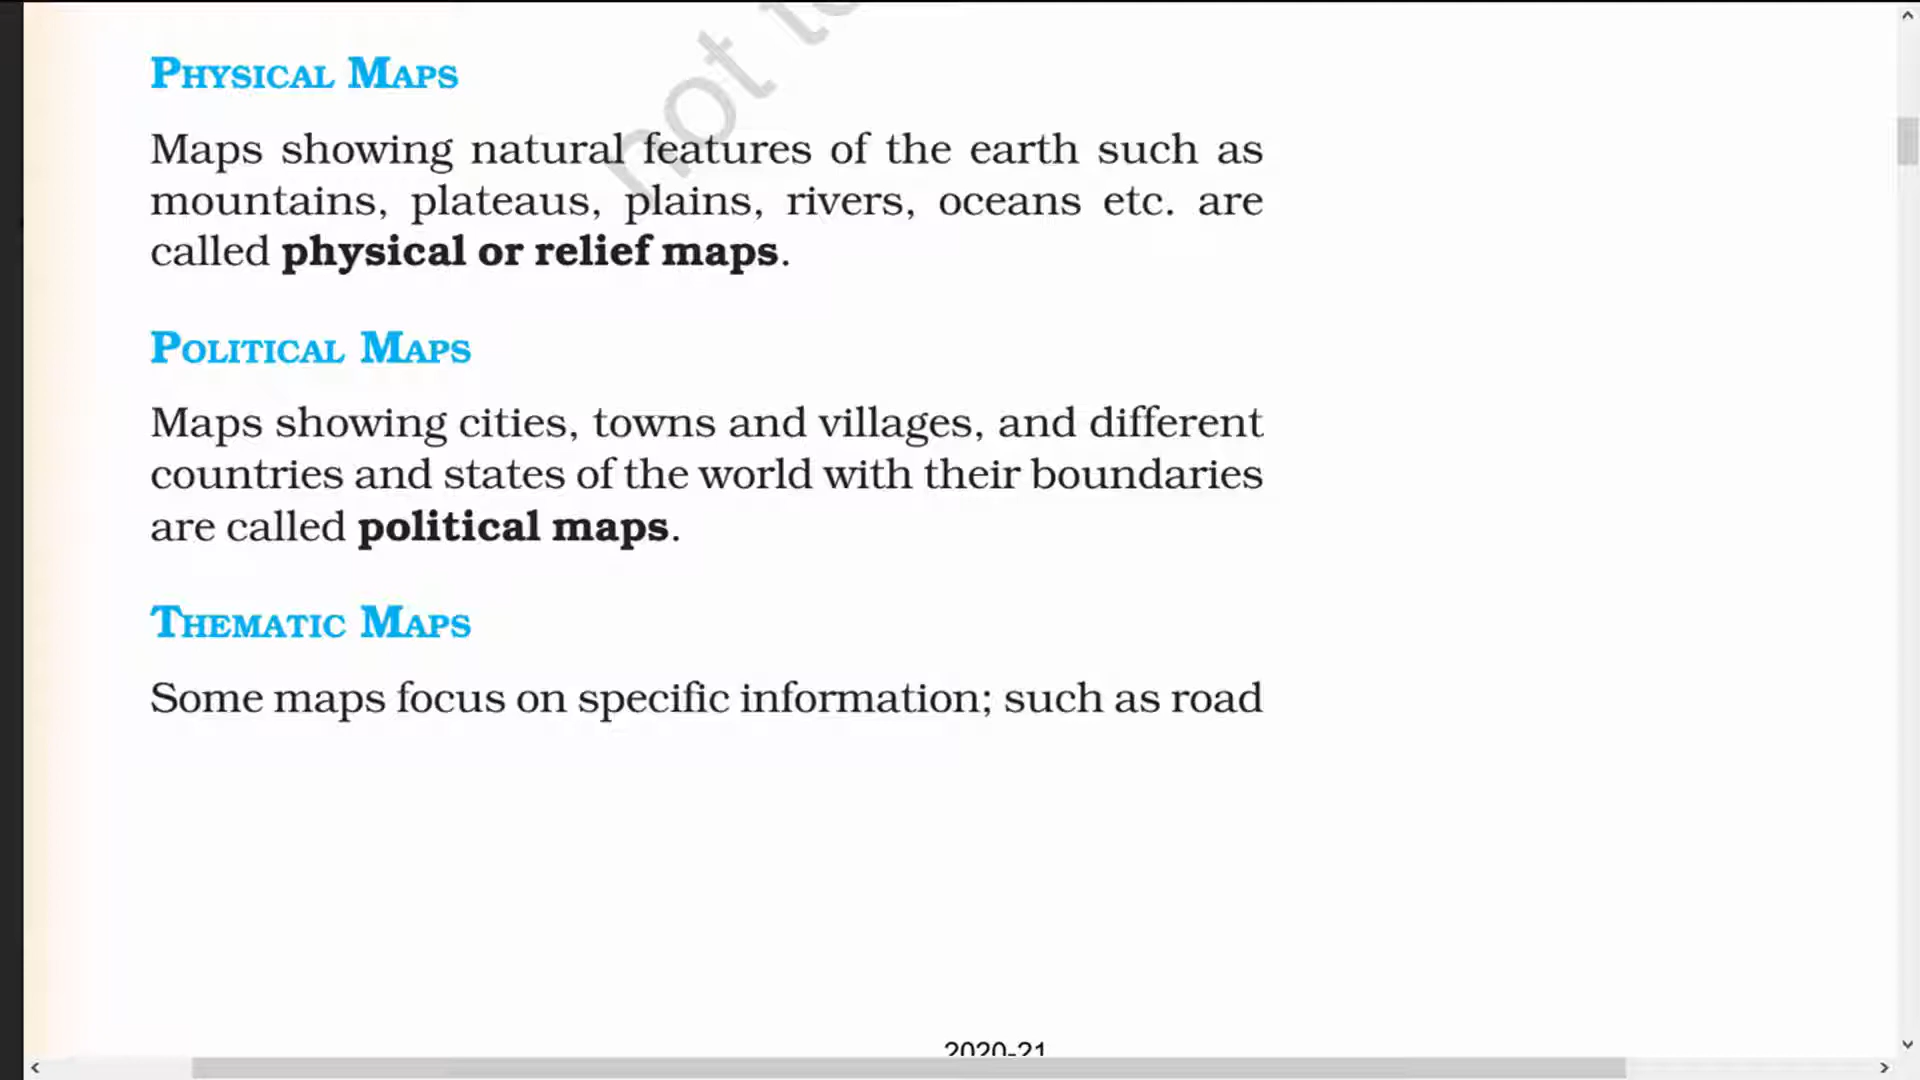 not to
PHYSICAL MAPS
Maps showing natural features of the earth such as
mountains, plateaus, plains, rivers, oceans etc. are
called physical or relief maps.
POLITICAL MAPS
Maps showing cities, towns and villages, and different
countries and states of the world with their boundaries
are called political maps.
THEMATIC MAPS
Some maps focus on specific information; such as road
2020-21